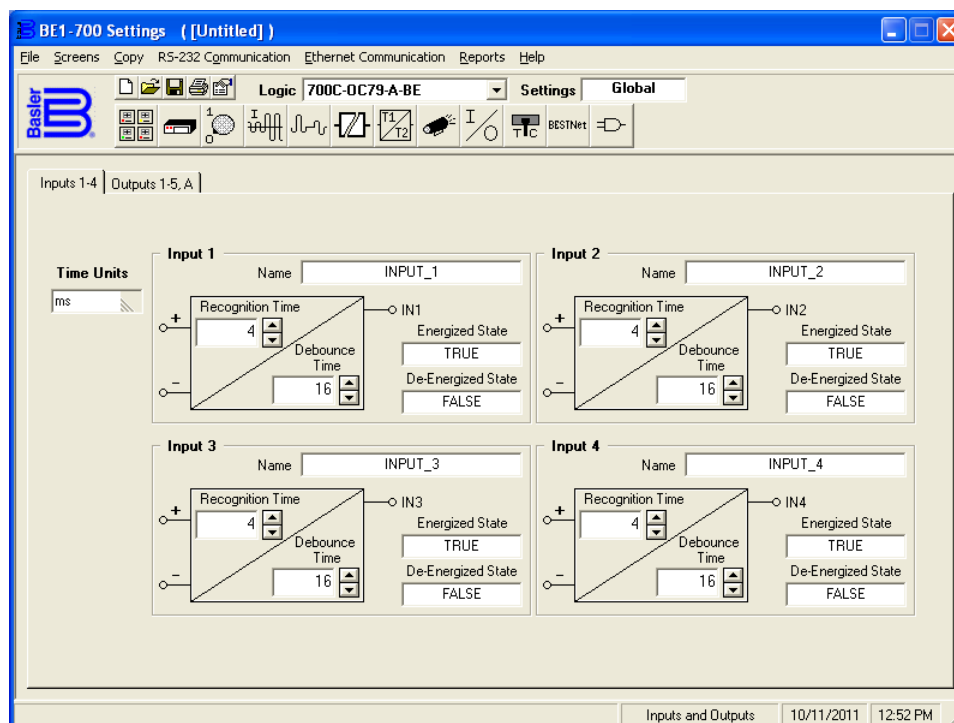 BE1-700 Settings   ( [Untitled] )
File Screens Copy RS-232 Communication Ethernet Communication Reports Help
Basler
Logic 700C-OC79-A-BE Settings Global
1 0 I T1 T2 I O TTC BESTNet
Inputs 1-4 Outputs 1-5, A
Time Units
ms
Input 1
Name INPUT_1
Recognition Time
4
Debounce Time
16
+
−
IN1
Energized State
TRUE
De-Energized State
FALSE
Input 2
Name INPUT_2
Recognition Time
4
Debounce Time
16
+
−
IN2
Energized State
TRUE
De-Energized State
FALSE
Input 3
Name INPUT_3
Recognition Time
4
Debounce Time
16
+
−
IN3
Energized State
TRUE
De-Energized State
FALSE
Input 4
Name INPUT_4
Recognition Time
4
Debounce Time
16
+
−
IN4
Energized State
TRUE
De-Energized State
FALSE
Inputs and Outputs 10/11/2011 12:52 PM